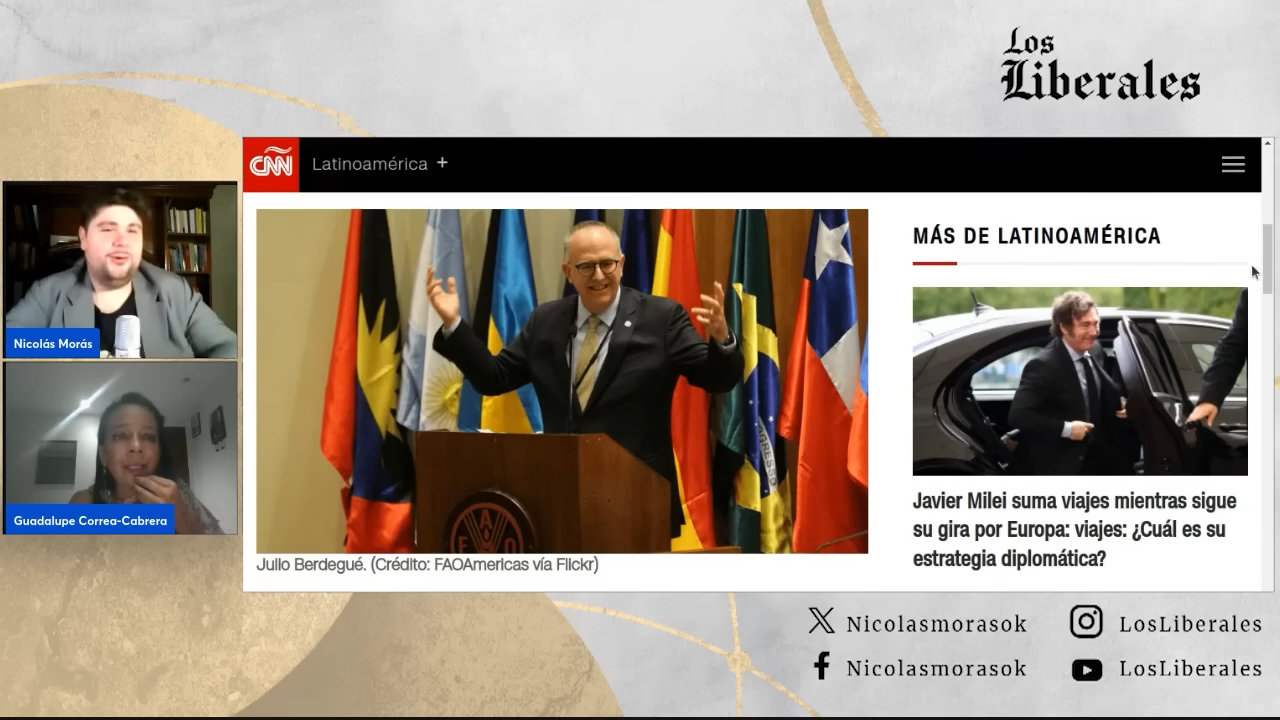 Los
Liberales
CNN
Latinoamérica +
MÁS DE LATINOAMÉRICA
Nicolás Morás
Guadalupe Correa-Cabrera
FAO
Julio Berdegué. (Crédito: FAOAmericas vía Flickr)
Javier Milei suma viajes mientras sigue
su gira por Europa: viajes: ¿Cuál es su
estrategia diplomática?
Nicolasmorasok
LosLiberales
Nicolasmorasok
LosLiberales